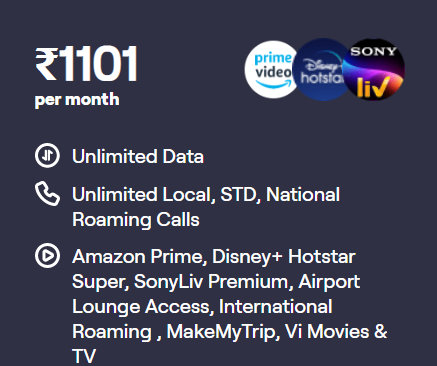 ₹1101
per month
prime
video
Disney+
hotstar
SONY
liv
Unlimited Data
Unlimited Local, STD, National
Roaming Calls
Amazon Prime, Disney+ Hotstar
Super, SonyLiv Premium, Airport
Lounge Access, International
Roaming , MakeMyTrip, Vi Movies &
TV